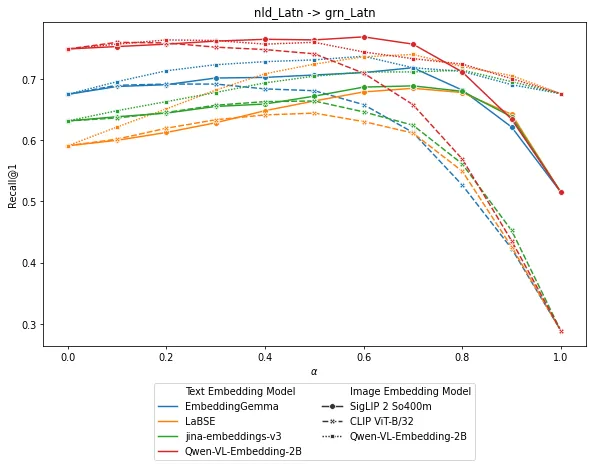 nld_Latn -> grn_Latn
Recall@1
0.7
0.6
0.5
0.4
0.3
0.0 0.2 0.4 0.6 0.8 1.0
α
Text Embedding Model
EmbeddingGemma
LaBSE
jina-embeddings-v3
Qwen-VL-Embedding-2B
Image Embedding Model
SigLIP 2 So400m
CLIP ViT-B/32
Qwen-VL-Embedding-2B